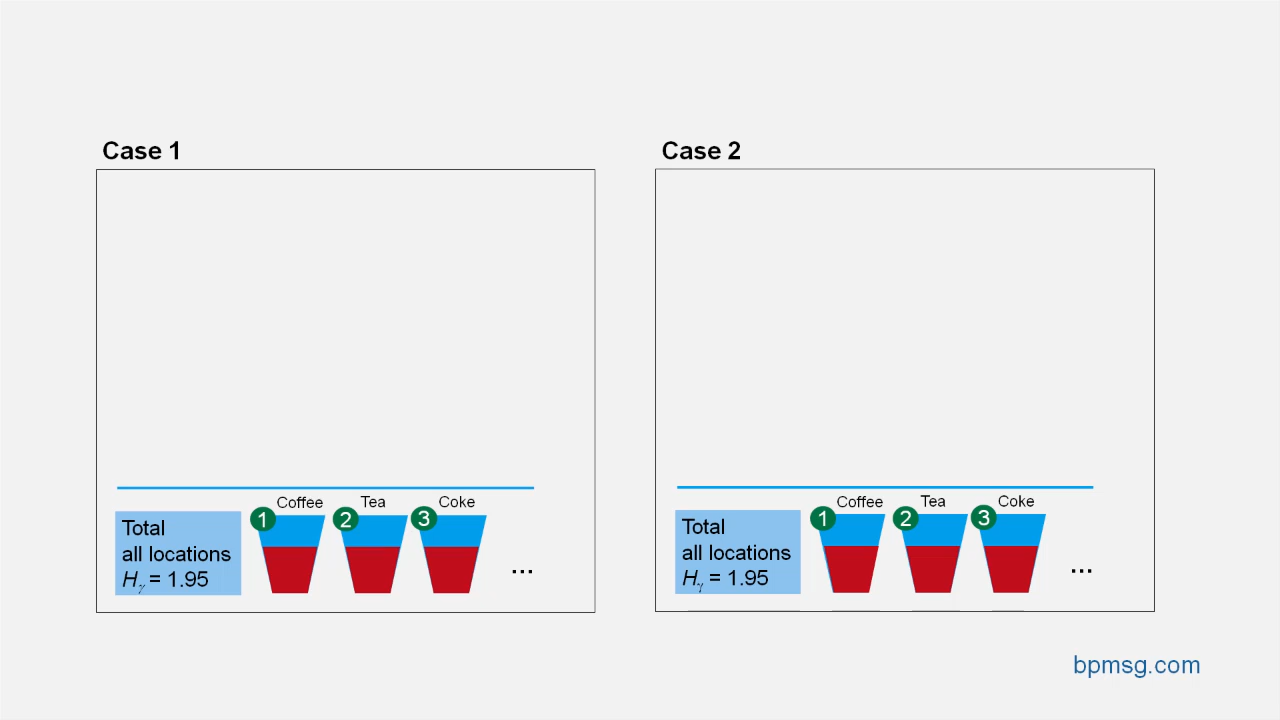 Case 1
Coffee Tea Coke
1 2 3
Total
all locations
Hγ = 1.95
...
Case 2
Coffee Tea Coke
1 2 3
Total
all locations
Hγ = 1.95
...
bpmsg.com